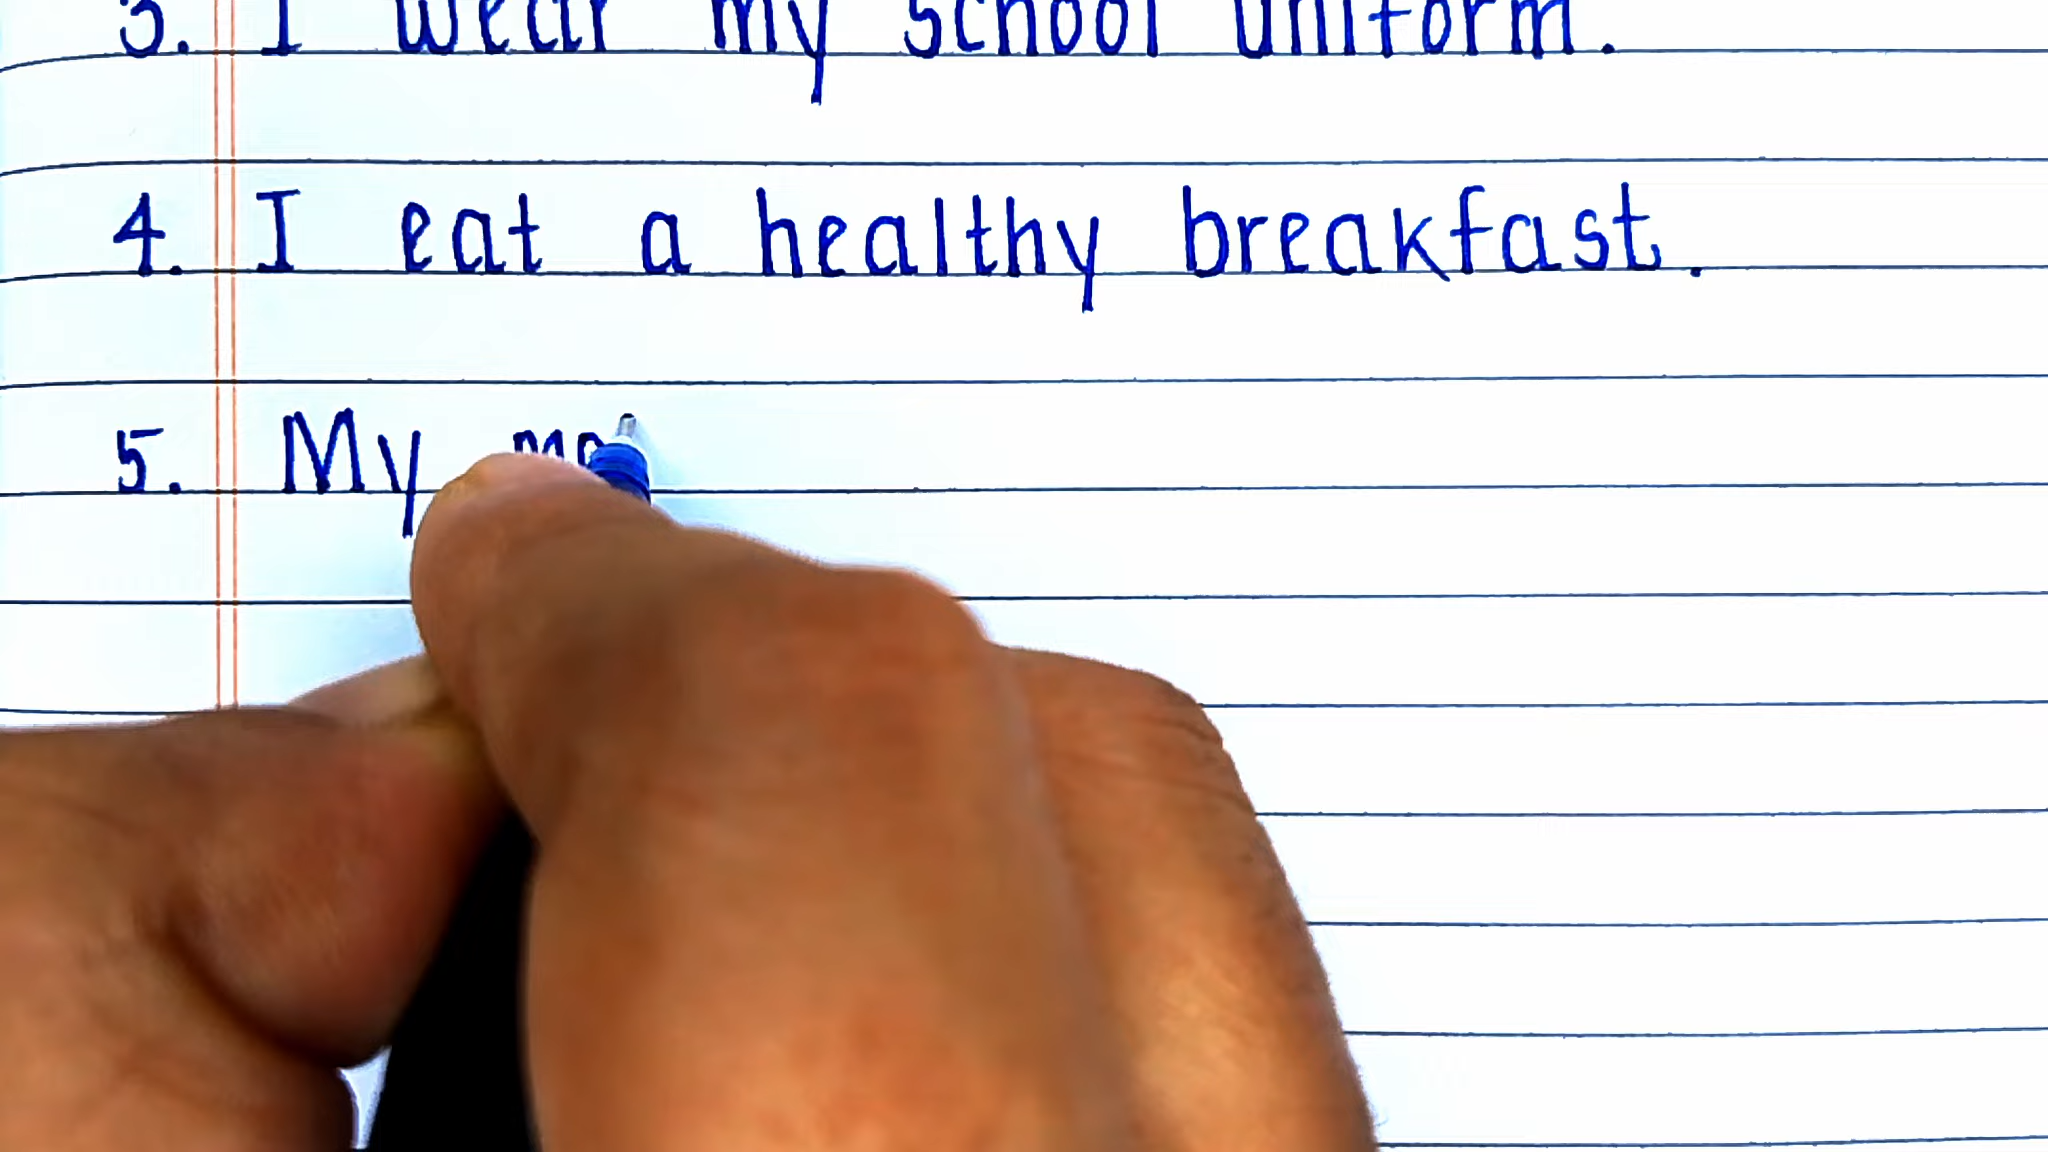 3. I wear my school uniform.
4. I eat a healthy breakfast.
5. My